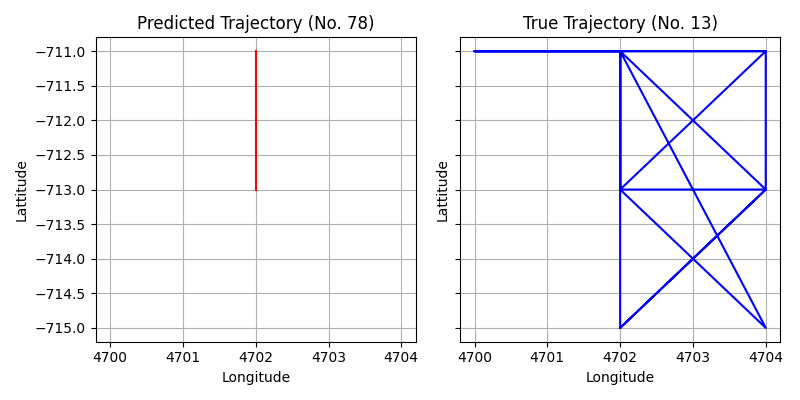 Predicted Trajectory (No. 78)
True Trajectory (No. 13)
−711.0
−711.5
−712.0
−712.5
−713.0
−713.5
−714.0
−714.5
−715.0
Lattitude
Lattitude
4700 4701 4702 4703 4704
4700 4701 4702 4703 4704
Longitude
Longitude